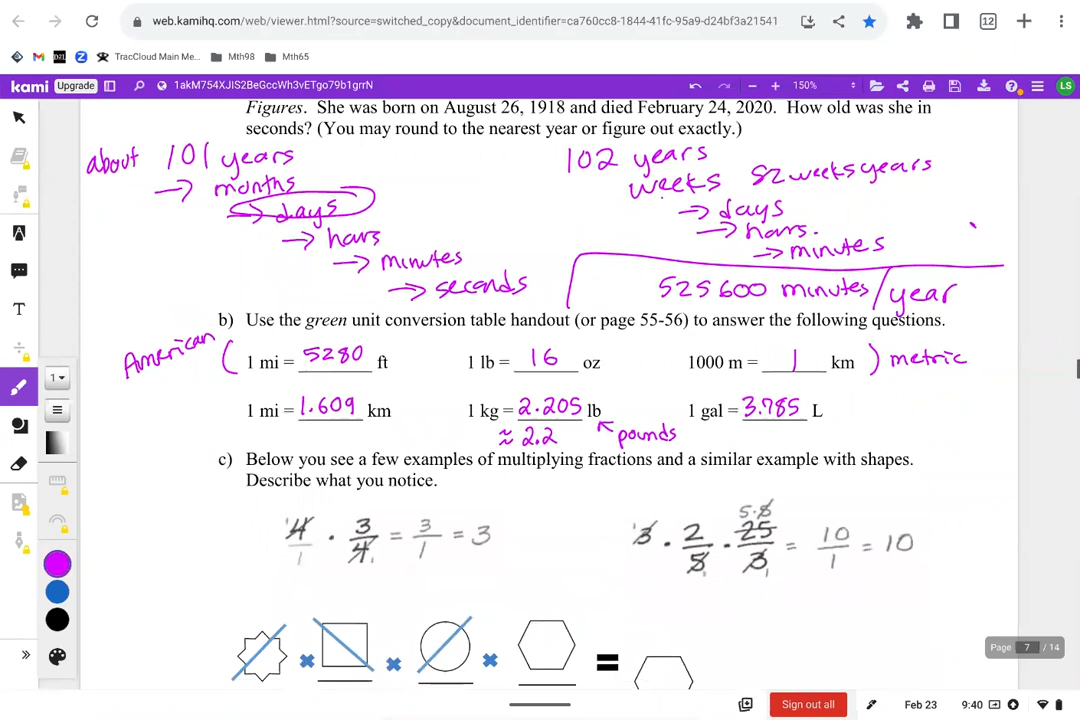 web.kamihq.com/web/viewer.html?source=switched_copy&document_identifier=ca760cc8-1844-41fc-95a9-d24bf3a21541
12
TracCloud Main Me...
Mth98
Mth65
kami Upgrade
1akM754XJIS2BeGccWh3vETgo79b1grrN
150%
LS
Figures. She was born on August 26, 1918 and died February 24, 2020. How old was she in
seconds? (You may round to the nearest year or figure out exactly.)
about 101 years
→ months
→ days
→ hars
→ minutes
→ seconds
102 years
weeks 52 weeks years
→ days
→ hars.
→ minutes
525600 minutes/year
b) Use the green unit conversion table handout (or page 55-56) to answer the following questions.
American ( 1 mi = 5280 ft 1 lb = 16 oz 1000 m = 1 km ) metric
1 mi = 1.609 km 1 kg = 2.205 lb 1 gal = 3.785 L
≈ 2.2 pounds
c) Below you see a few examples of multiplying fractions and a similar example with shapes.
Describe what you notice.
4/1 · 3/4 = 3/1 = 3
3 · 2/5 · 25/3 = 10/1 = 10
5·5
T
1
Page 7 / 14
Sign out all
Feb 23
9:40